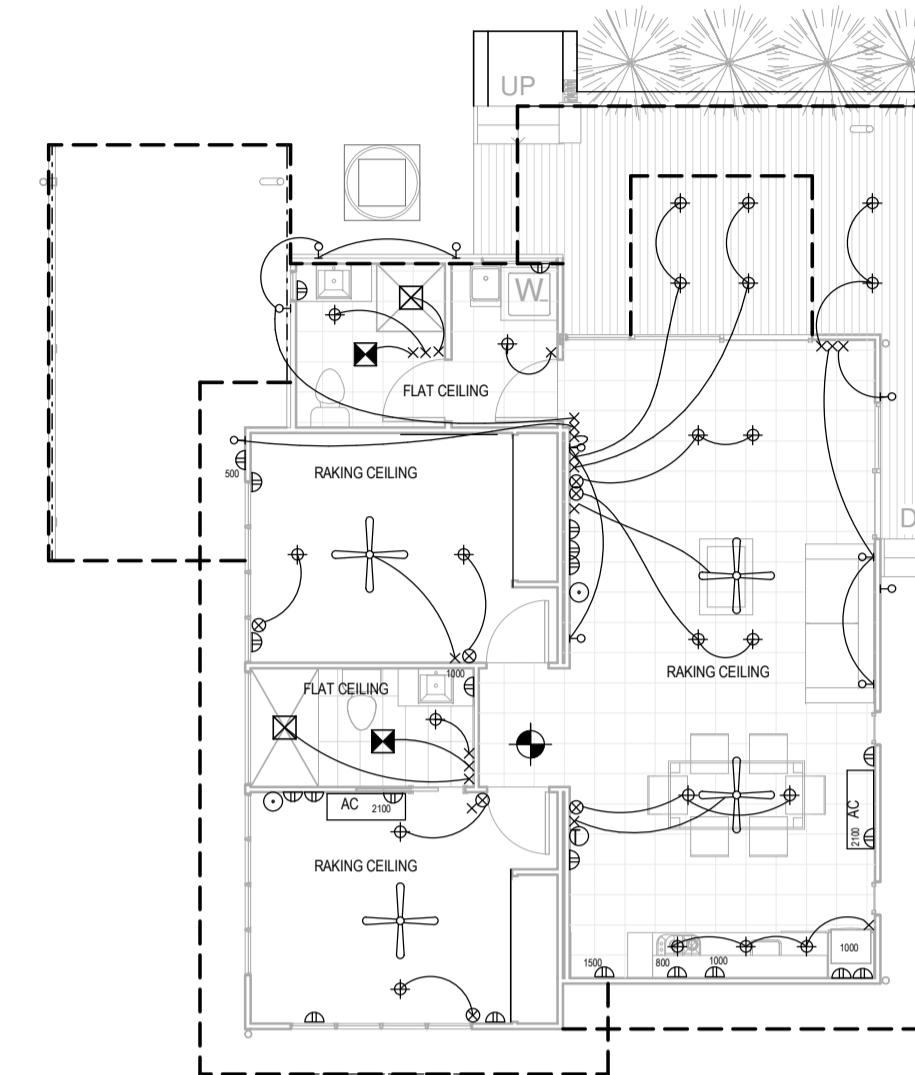 UP
W
FLAT CEILING
500
RAKING CEILING
D
1000
FLAT CEILING
RAKING CEILING
AC
2100
AC
2100
T
RAKING CEILING
1500
800
1000
1000